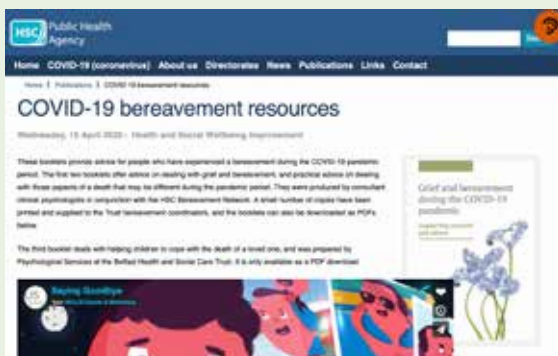 HSC Public Health
Agency
Home COVID-19 (coronavirus) About us Directorates News Publications Links Contact
Home Publications COVID-19 bereavement resources
COVID-19 bereavement resources
Wednesday, 15 April 2020 - Health and Social Wellbeing Improvement
These booklets provide advice for people who have experienced a bereavement during the COVID-19 pandemic
period. The first two booklets offer advice on dealing with grief and bereavement, and practical advice on dealing
with those aspects of a death that may be different during the pandemic period. They were produced by consultant
clinical psychologists in conjunction with the HSC Bereavement Network. A small number of copies have been
printed and supplied to the Trust bereavement coordinators, and the booklets can also be downloaded as PDFs
below.
The third booklet deals with helping children to cope with the death of a loved one, and was prepared by
Psychological Services of the Belfast Health and Social Care Trust. It is only available as a PDF download.
Grief and bereavement
during the COVID-19
pandemic
JS
Saying Goodbye